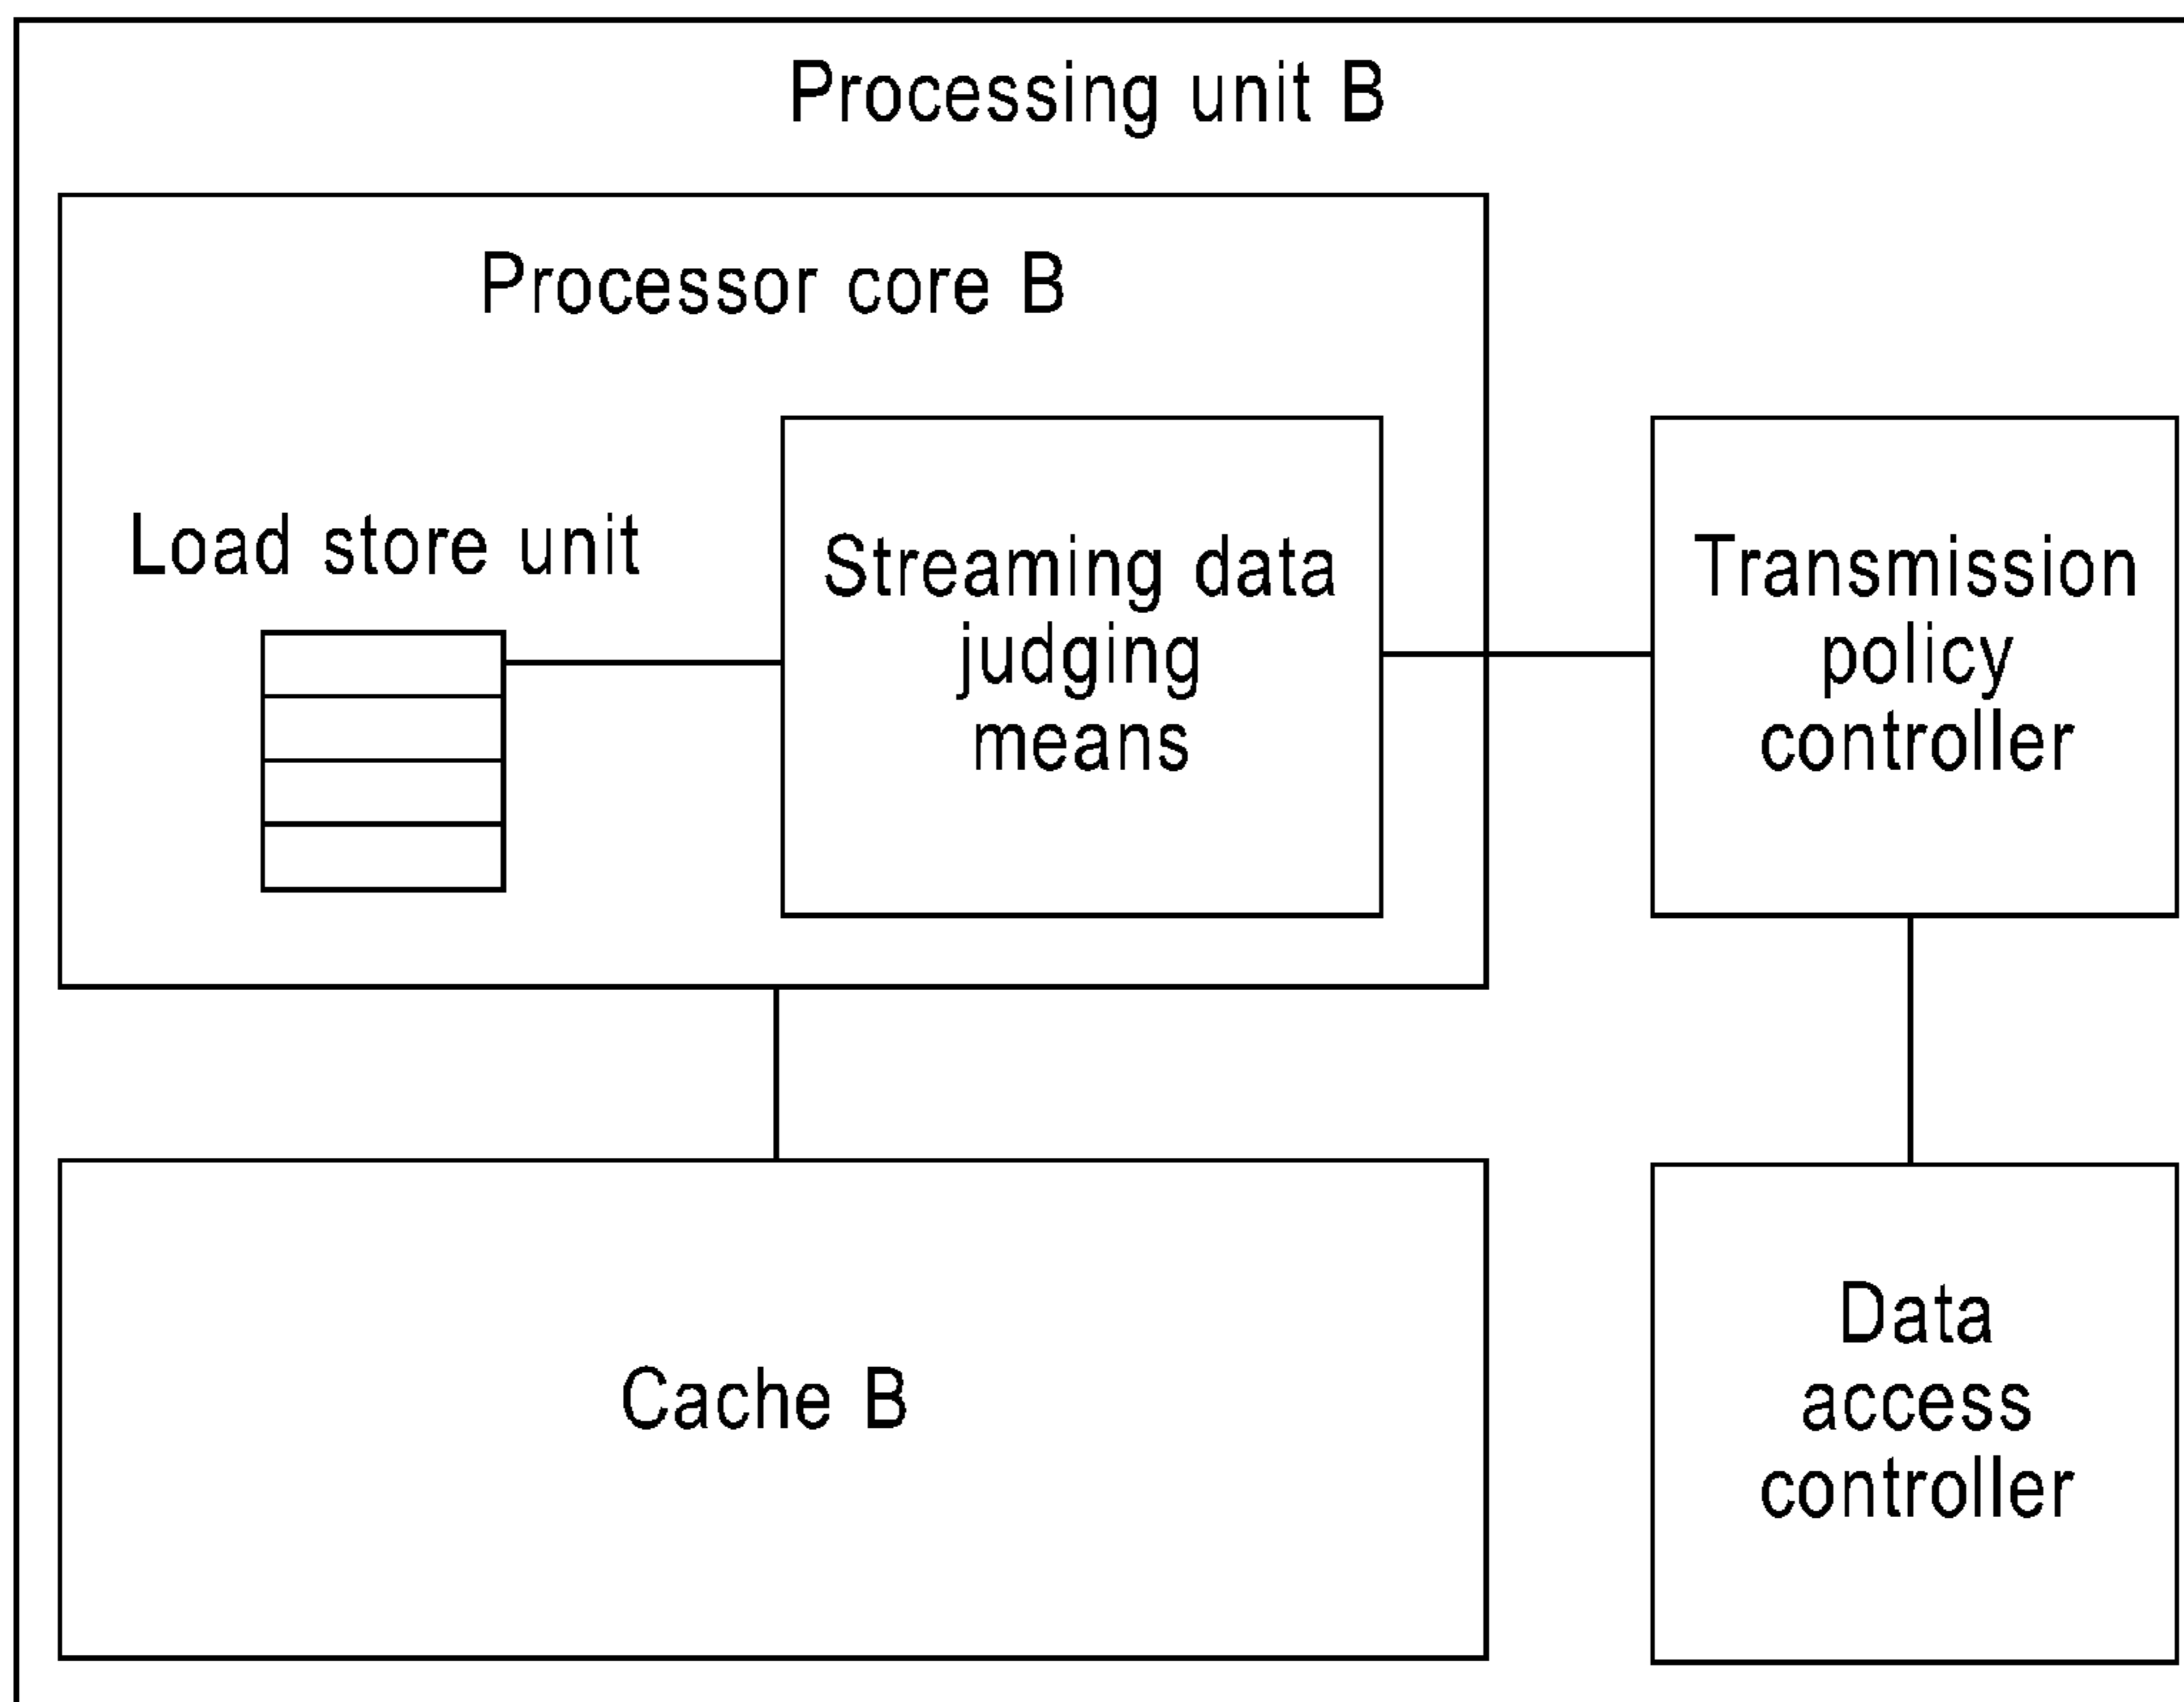 Processing unit B
Processor core B
Load store unit
Streaming data
judging
means
Transmission
policy
controller
Cache B
Data
access
controller